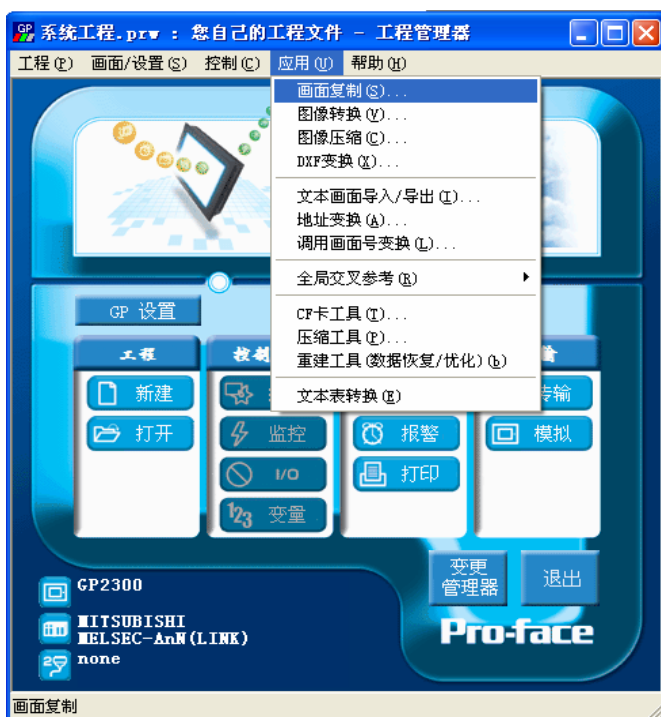 系统工程.prw : 您自己的工程文件 - 工程管理器
工程(P) 画面/设置(S) 控制(C) 应用(U) 帮助(H)
画面复制(S)...
图像转换(V)...
图像压缩(C)...
DXF变换(X)...
文本画面导入/导出(I)...
地址变换(A)...
调用画面号变换(L)...
全局交叉参考(R)
CF卡工具(T)...
压缩工具(P)...
重建工具(数据恢复/优化)(b)
文本表转换(E)
GP 设置
工程
新建
打开
监控
I/O
变量
报警
打印
模拟
变更
管理器
退出
GP2300
MITSUBISHI
MELSEC-AnN(LINK)
none
Pro-face
画面复制